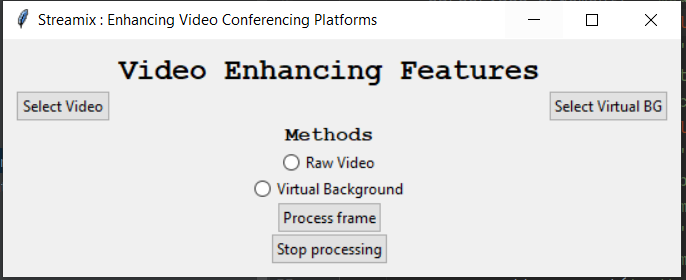 Streamix : Enhancing Video Conferencing Platforms
Video Enhancing Features
Select Video
Select Virtual BG
Methods
Raw Video
Virtual Background
Process frame
Stop processing